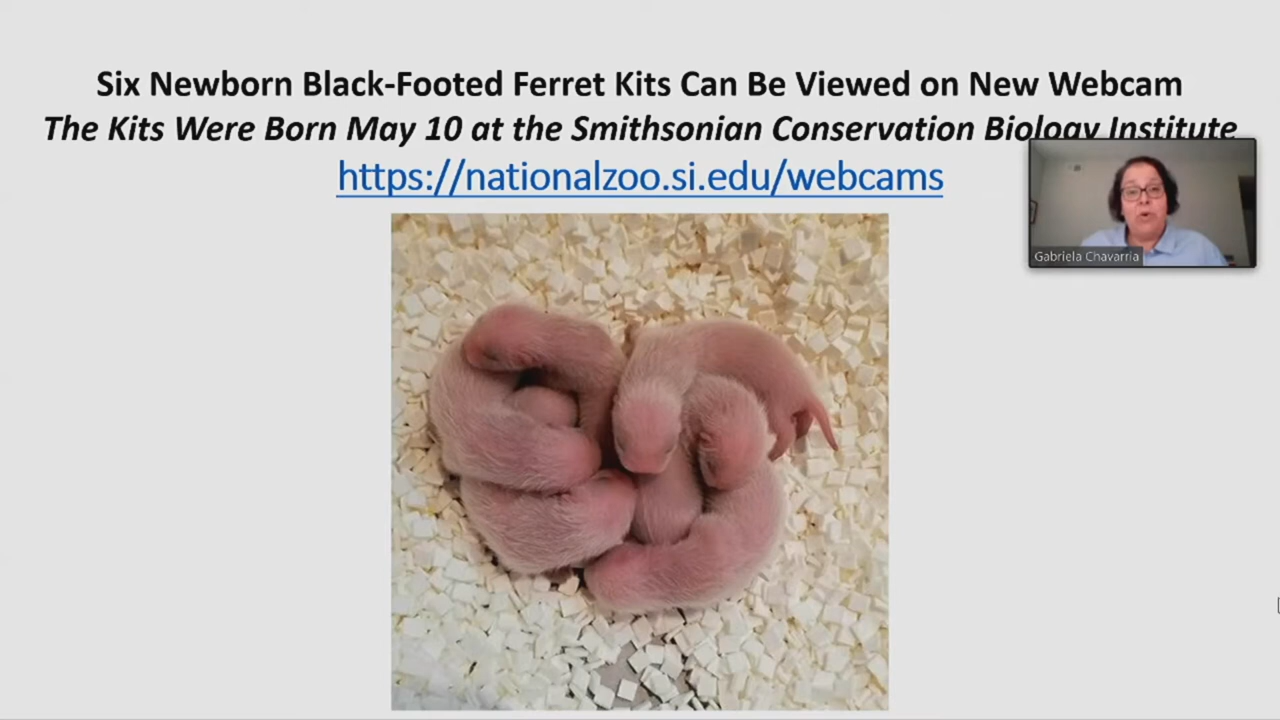 Six Newborn Black-Footed Ferret Kits Can Be Viewed on New Webcam
The Kits Were Born May 10 at the Smithsonian Conservation Biology Institute
https://nationalzoo.si.edu/webcams
Gabriela Chavarria